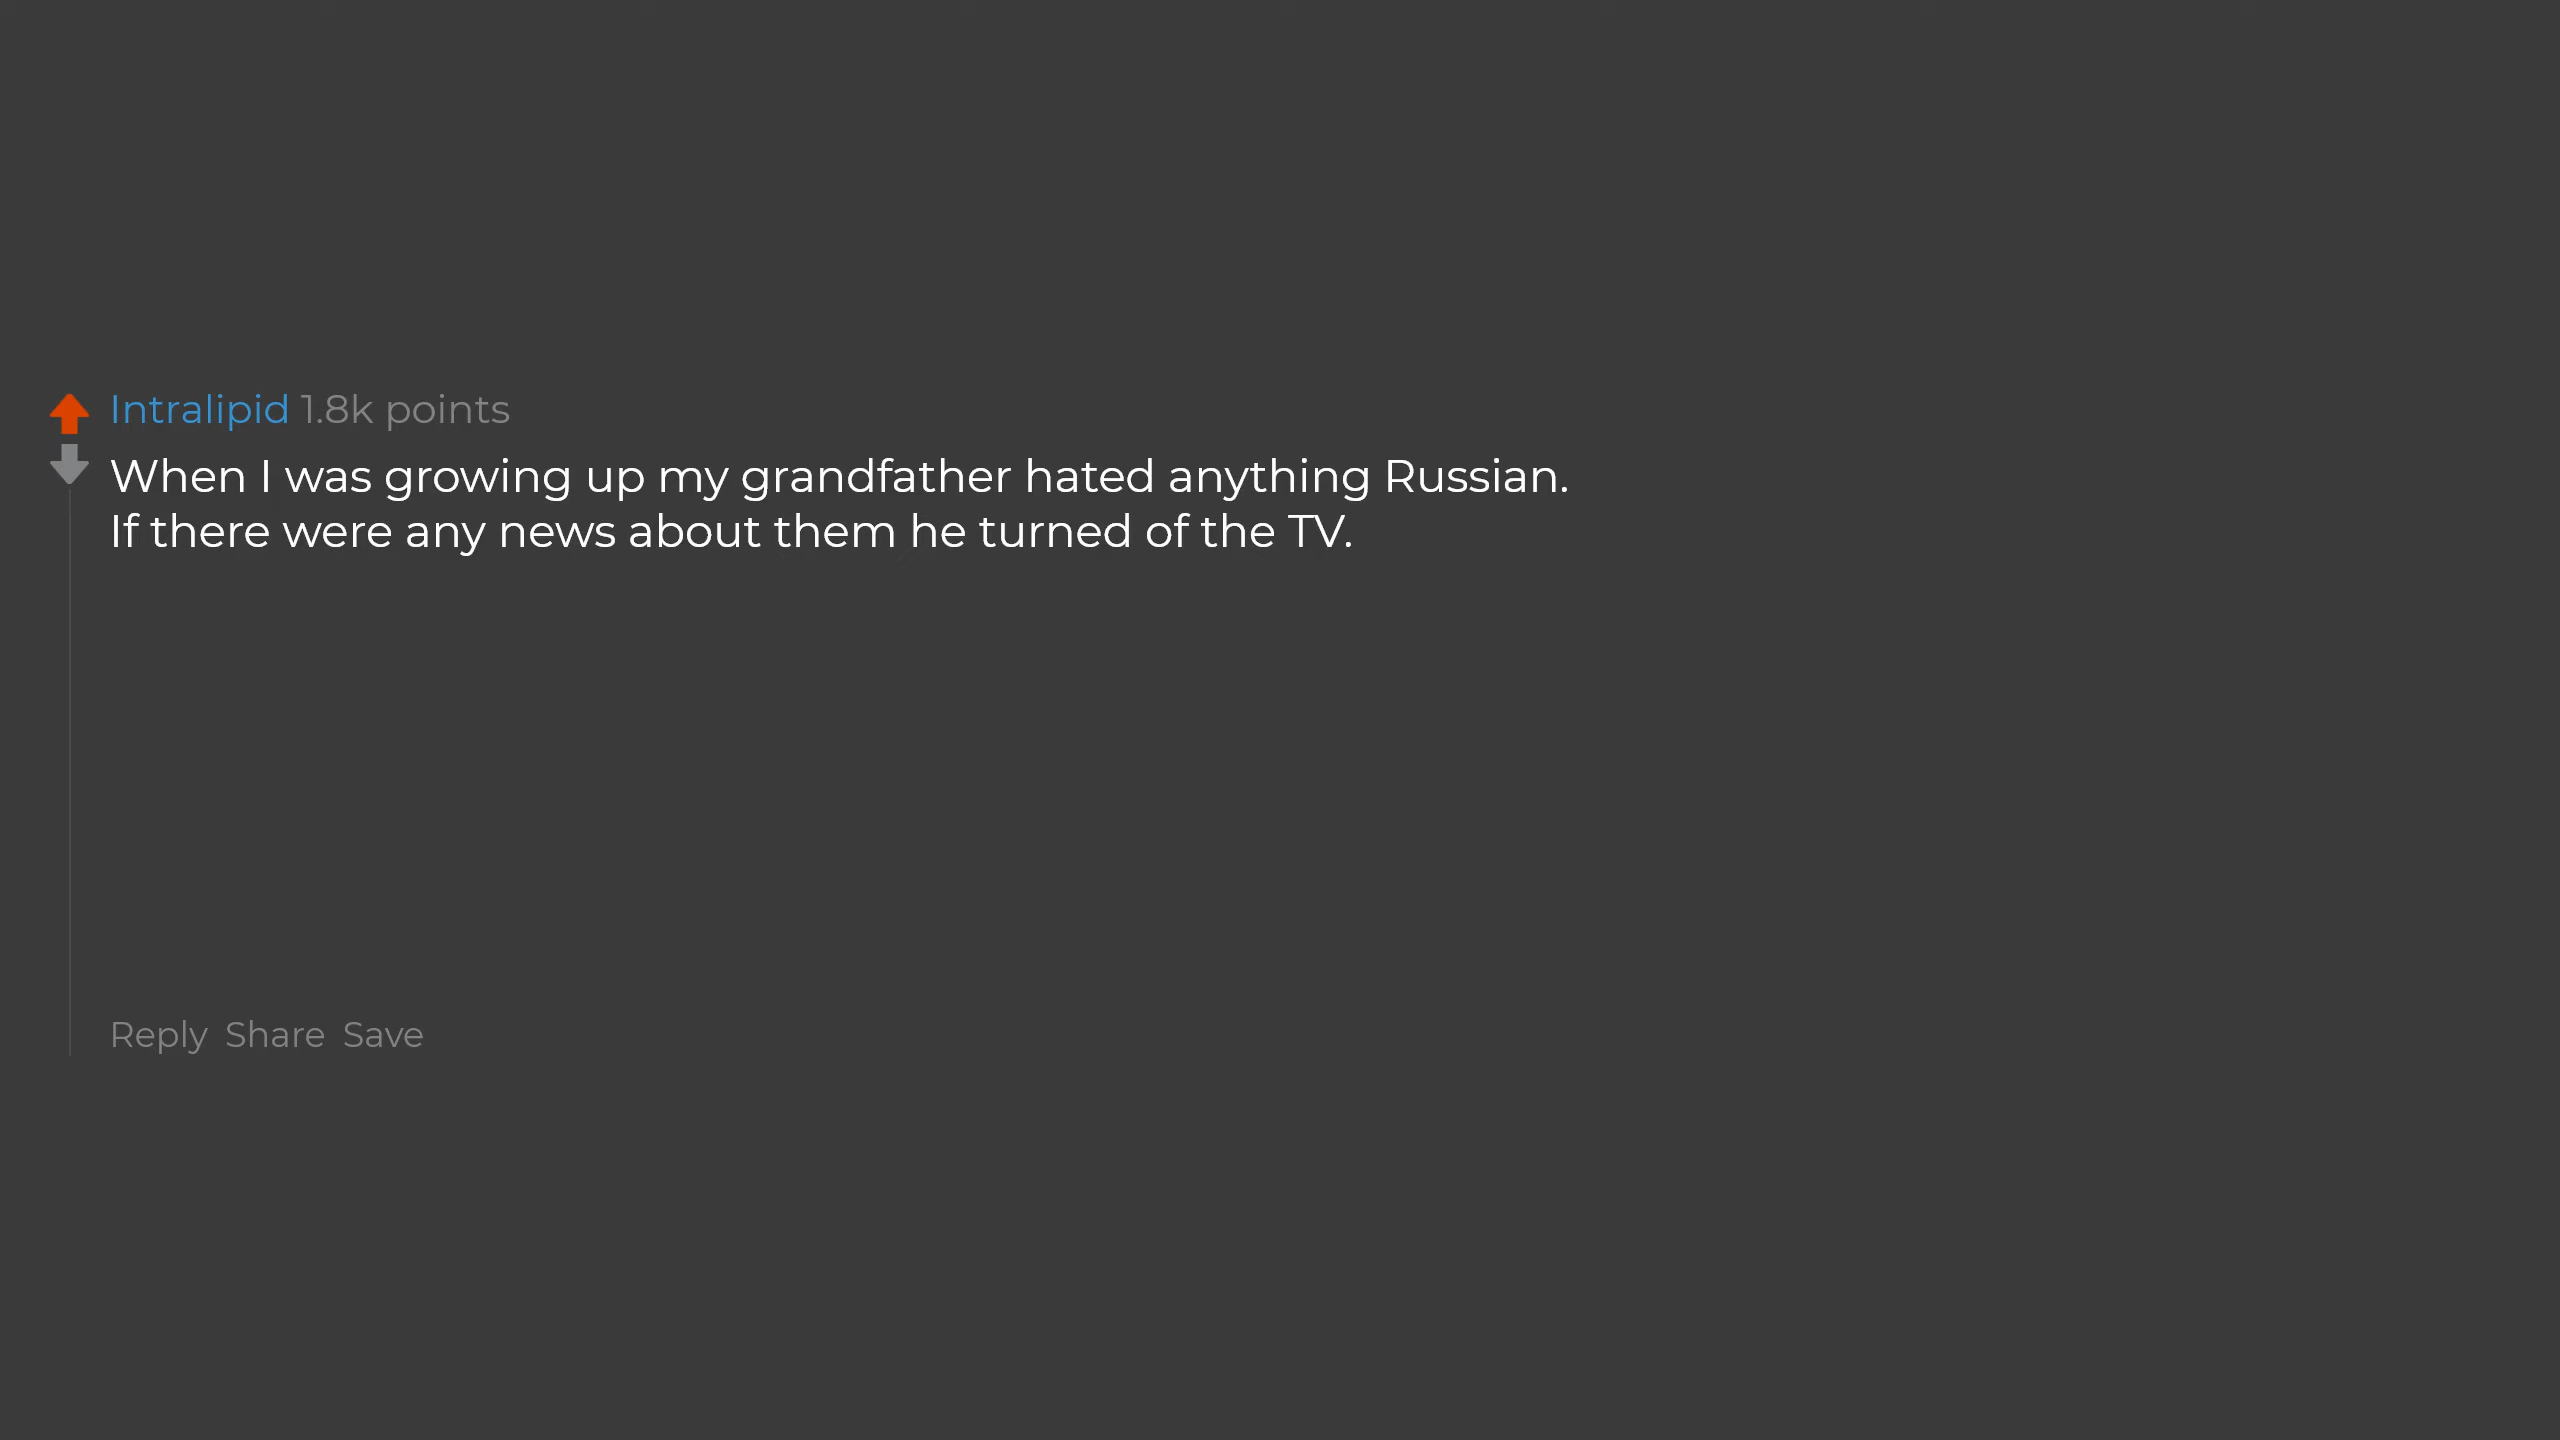 Intralipid 1.8k points
When I was growing up my grandfather hated anything Russian.
If there were any news about them he turned of the TV.
Reply Share Save